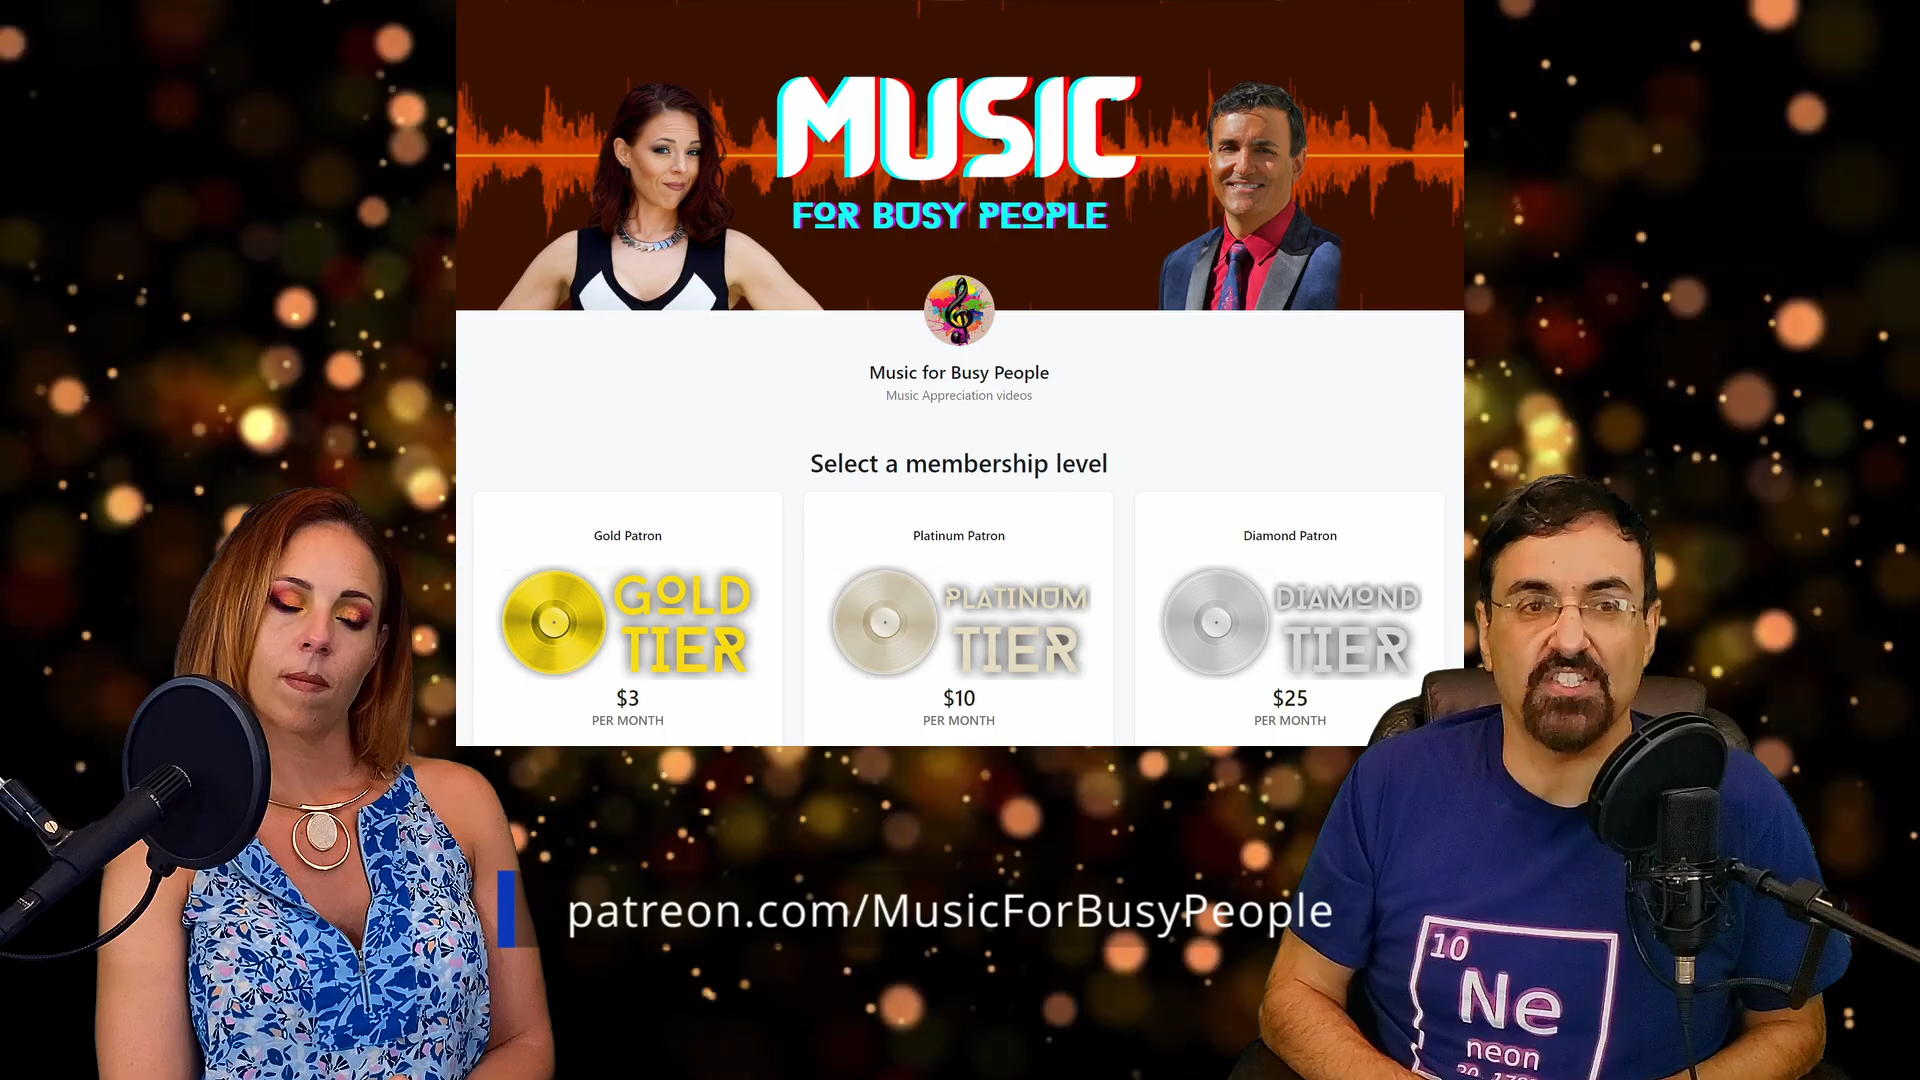 MUSIC
FOR BUSY PEOPLE
Music for Busy People
Music Appreciation videos
Select a membership level
Gold Patron
Platinum Patron
Diamond Patron
GOLD
TIER
PLATINUM
TIER
DIAMOND
TIER
$3
PER MONTH
$10
PER MONTH
$25
PER MONTH
patreon.com/MusicForBusyPeople
10
Ne
neon